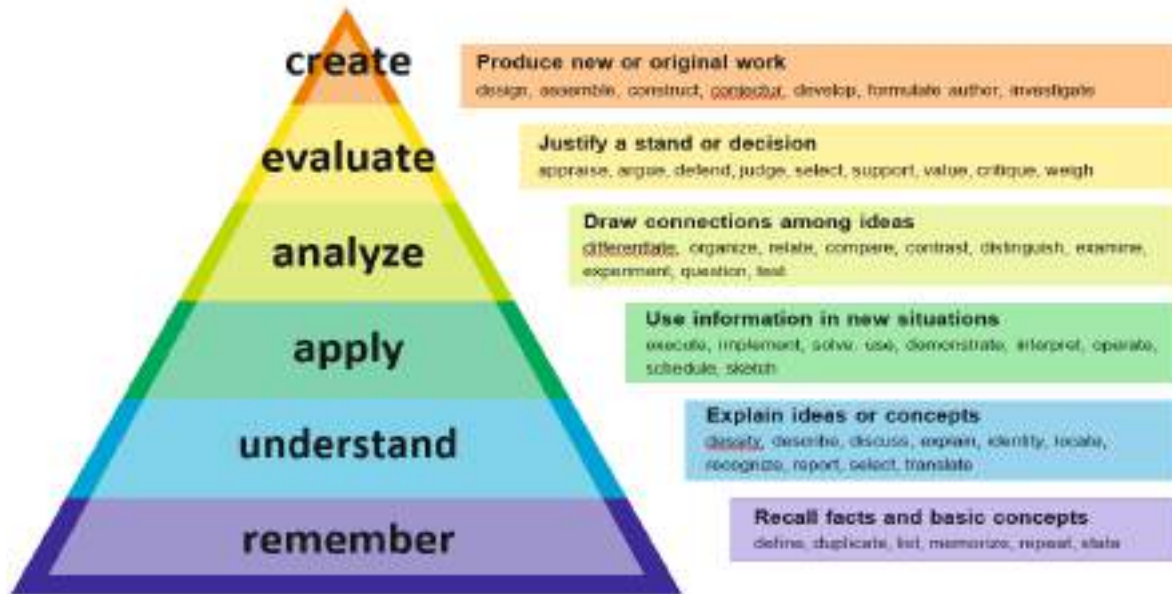 create
Produce new or original work
design, assemble, construct, conjectur, develop, formulate author, investigate
evaluate
Justify a stand or decision
appraise, argue, defend, judge, select, support, value, critique, weigh
analyze
Draw connections among ideas
differentiate, organize, relate, compare, contrast, distinguish, examine,
experiment, question, test
apply
Use information in new situations
execute, implement, solve, use, demonstrate, interpret, operate,
schedule, sketch
understand
Explain ideas or concepts
describe, discuss, explain, identify, locate,
recognize, report, select, translate
remember
Recall facts and basic concepts
define, duplicate, list, memorize, repeat, state